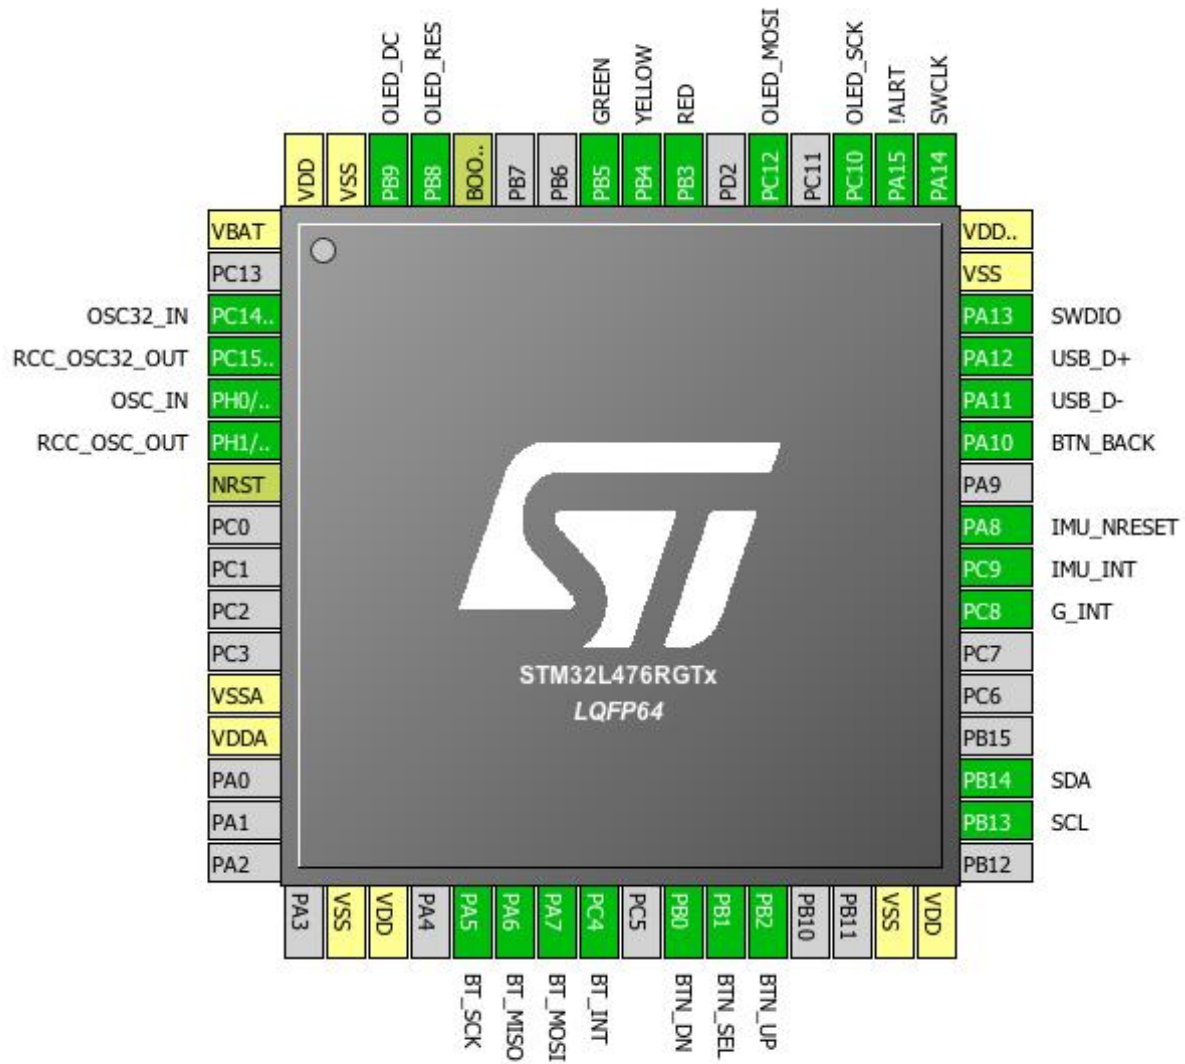 OLED_DC
OLED_RES
GREEN
YELLOW
RED
OLED_MOSI
OLED_SCK
!ALRT
SWCLK
VDD
VSS
PB9
PB8
BOO..
PB7
PB6
PB5
PB4
PB3
PD2
PC12
PC11
PC10
PA15
PA14
VBAT
PC13
OSC32_IN PC14..
RCC_OSC32_OUT PC15..
OSC_IN PH0/..
RCC_OSC_OUT PH1/..
NRST
PC0
PC1
PC2
PC3
VSSA
VDDA
PA0
PA1
PA2
ST
STM32L476RGTx
LQFP64
VDD..
VSS
PA13 SWDIO
PA12 USB_D+
PA11 USB_D-
PA10 BTN_BACK
PA9
PA8 IMU_NRESET
PC9 IMU_INT
PC8 G_INT
PC7
PC6
PB15
PB14 SDA
PB13 SCL
PB12
PA3
VSS
VDD
PA4
PA5
PA6
PA7
PC4
PC5
PB0
PB1
PB2
PB10
PB11
VSS
VDD
BT_SCK
BT_MISO
BT_MOSI
BT_INT
BTN_DN
BTN_SEL
BTN_UP